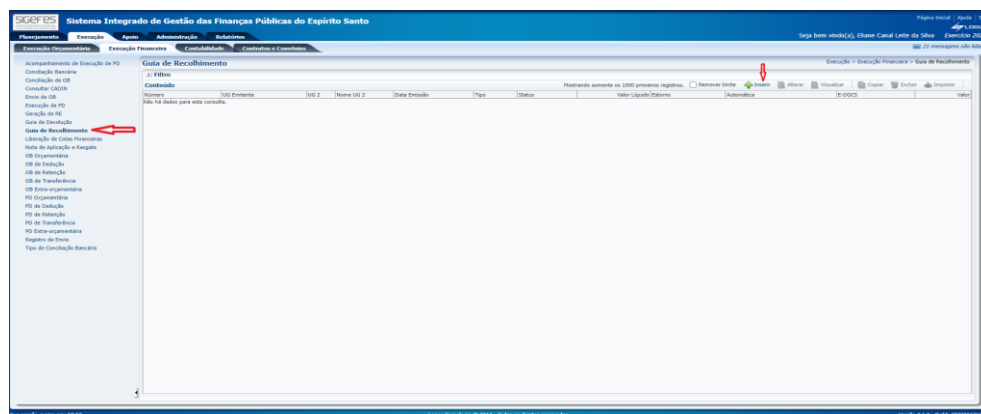 SIGEFES Sistema Integrado de Gestão das Finanças Públicas do Espírito Santo
Página Inicial | Ajuda |
Planejamento Execução Apoio Administração Relatórios
Seja bem vindo(a), Eliane Canal Leite da Silva Exercício
Execução Orçamentária Execução Financeira Contabilidade Contratos e Convênios
21 mensagens não
Acompanhamento de Execução de PD
Conciliação Bancária
Conciliação de OB
Consultar CADIN
Envio de OB
Execução de PD
Geração de RE
Guia de Devolução
Guia de Recolhimento
Liberação de Cotas Financeiras
Nota de Aplicação e Resgate
OB Orçamentária
OB de Dedução
OB de Retenção
OB de Transferência
OB Extra-orçamentária
PD Orçamentária
PD de Dedução
PD de Retenção
PD de Transferência
PD Extra-orçamentária
Registro de Envio
Tipo de Conciliação Bancária
Guia de Recolhimento
Execução > Execução Financeira > Guia de Recolhimento
Filtro
Conteúdo
Mostrando somente os 1000 primeiros registros. Remover limite Inserir Alterar Visualizar Copiar Excluir Imprimir
Número UG Emitente UG 2 Nome UG 2 Data Emissão Tipo Status Valor Líquido Estorno Automática E-DOCS Valor
Não há dados para esta consulta.